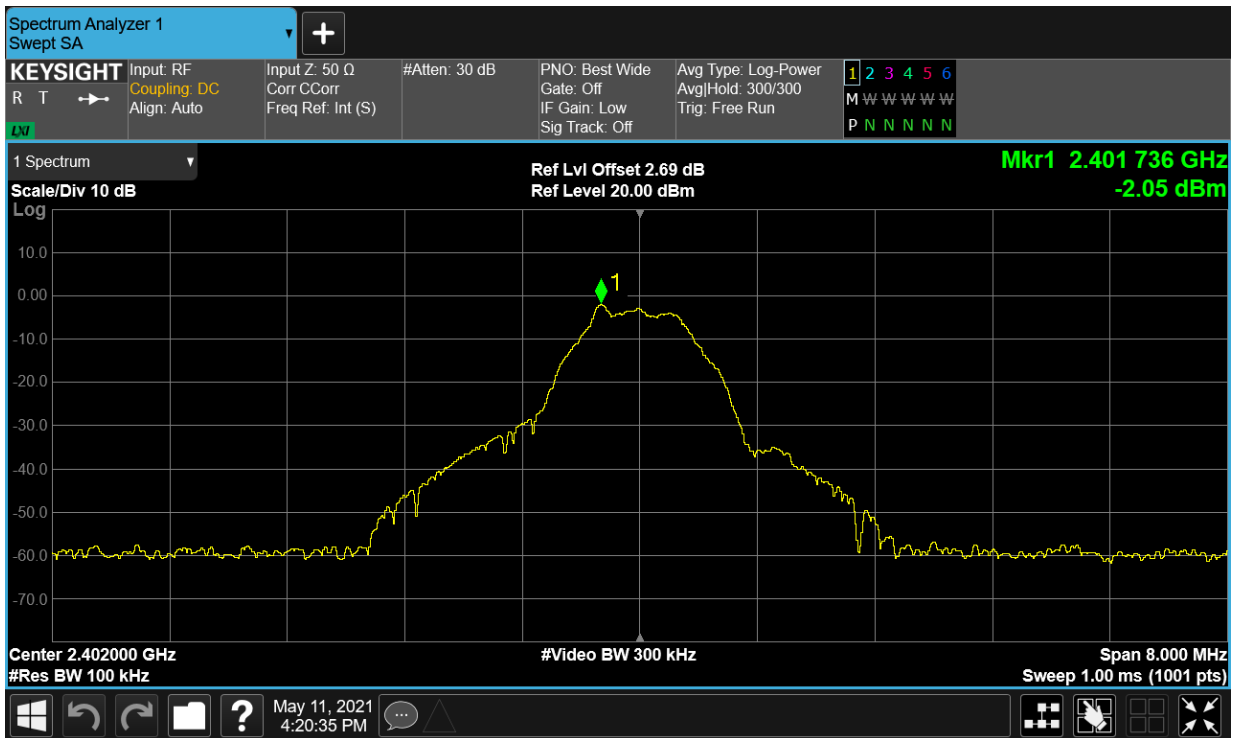 Spectrum Analyzer 1
Swept SA
KEYSIGHT
R T
LXI
Input: RF
Coupling: DC
Align: Auto
Input Z: 50 Ω
Corr CCorr
Freq Ref: Int (S)
#Atten: 30 dB
PNO: Best Wide
Gate: Off
IF Gain: Low
Sig Track: Off
Avg Type: Log-Power
Avg|Hold: 300/300
Trig: Free Run
1 2 3 4 5 6
M W W W W W
P N N N N N
1 Spectrum
Scale/Div 10 dB
Log
Ref Lvl Offset 2.69 dB
Ref Level 20.00 dBm
Mkr1 2.401 736 GHz
-2.05 dBm
1
10.0
0.00
-10.0
-20.0
-30.0
-40.0
-50.0
-60.0
-70.0
Center 2.402000 GHz
#Res BW 100 kHz
#Video BW 300 kHz
Span 8.000 MHz
Sweep 1.00 ms (1001 pts)
?
May 11, 2021
4:20:35 PM